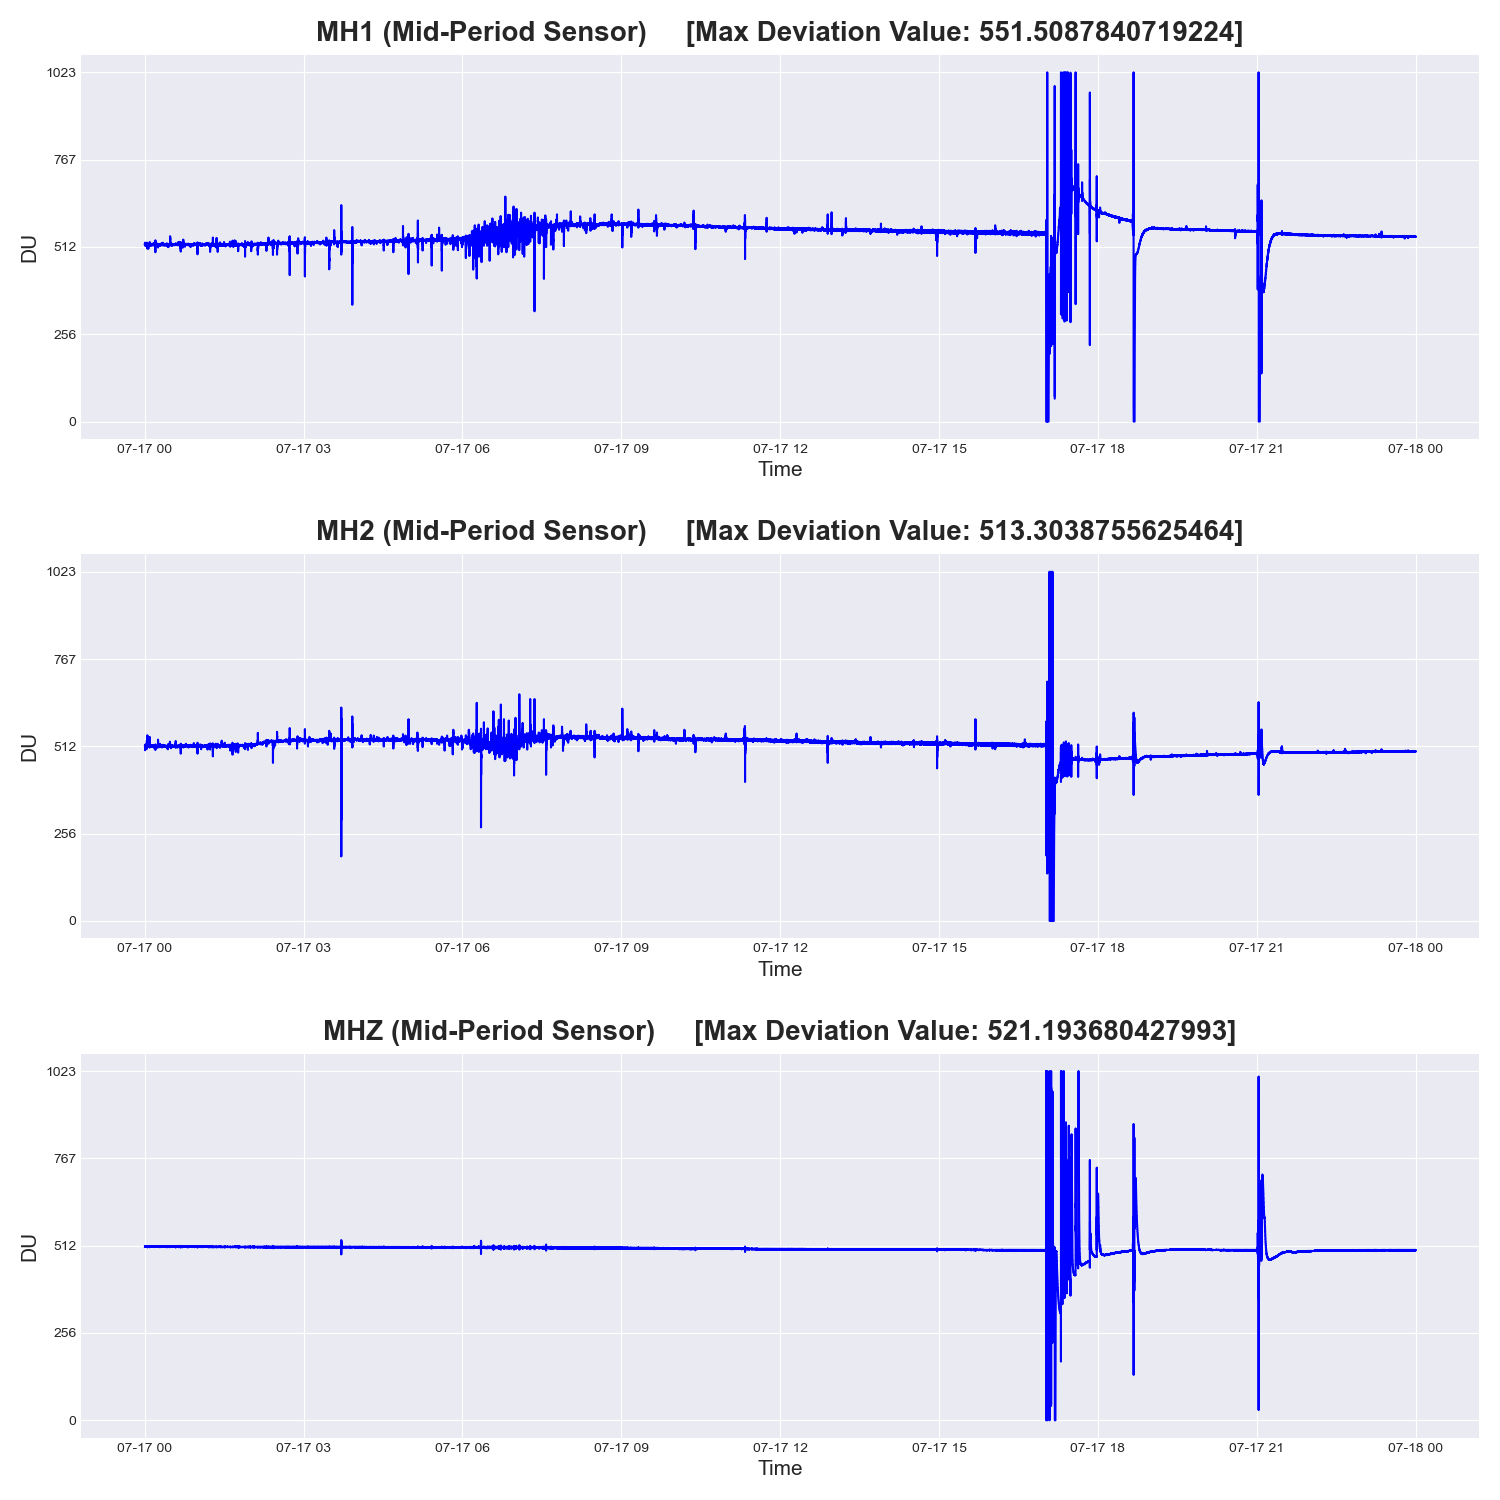 MH1 (Mid-Period Sensor) [Max Deviation Value: 551.5087840719224]
1023
767
512
256
0
DU
07-17 00 07-17 03 07-17 06 07-17 09 07-17 12 07-17 15 07-17 18 07-17 21 07-18 00
Time
MH2 (Mid-Period Sensor) [Max Deviation Value: 513.3038755625464]
1023
767
512
256
0
DU
07-17 00 07-17 03 07-17 06 07-17 09 07-17 12 07-17 15 07-17 18 07-17 21 07-18 00
Time
MHZ (Mid-Period Sensor) [Max Deviation Value: 521.193680427993]
1023
767
512
256
0
DU
07-17 00 07-17 03 07-17 06 07-17 09 07-17 12 07-17 15 07-17 18 07-17 21 07-18 00
Time